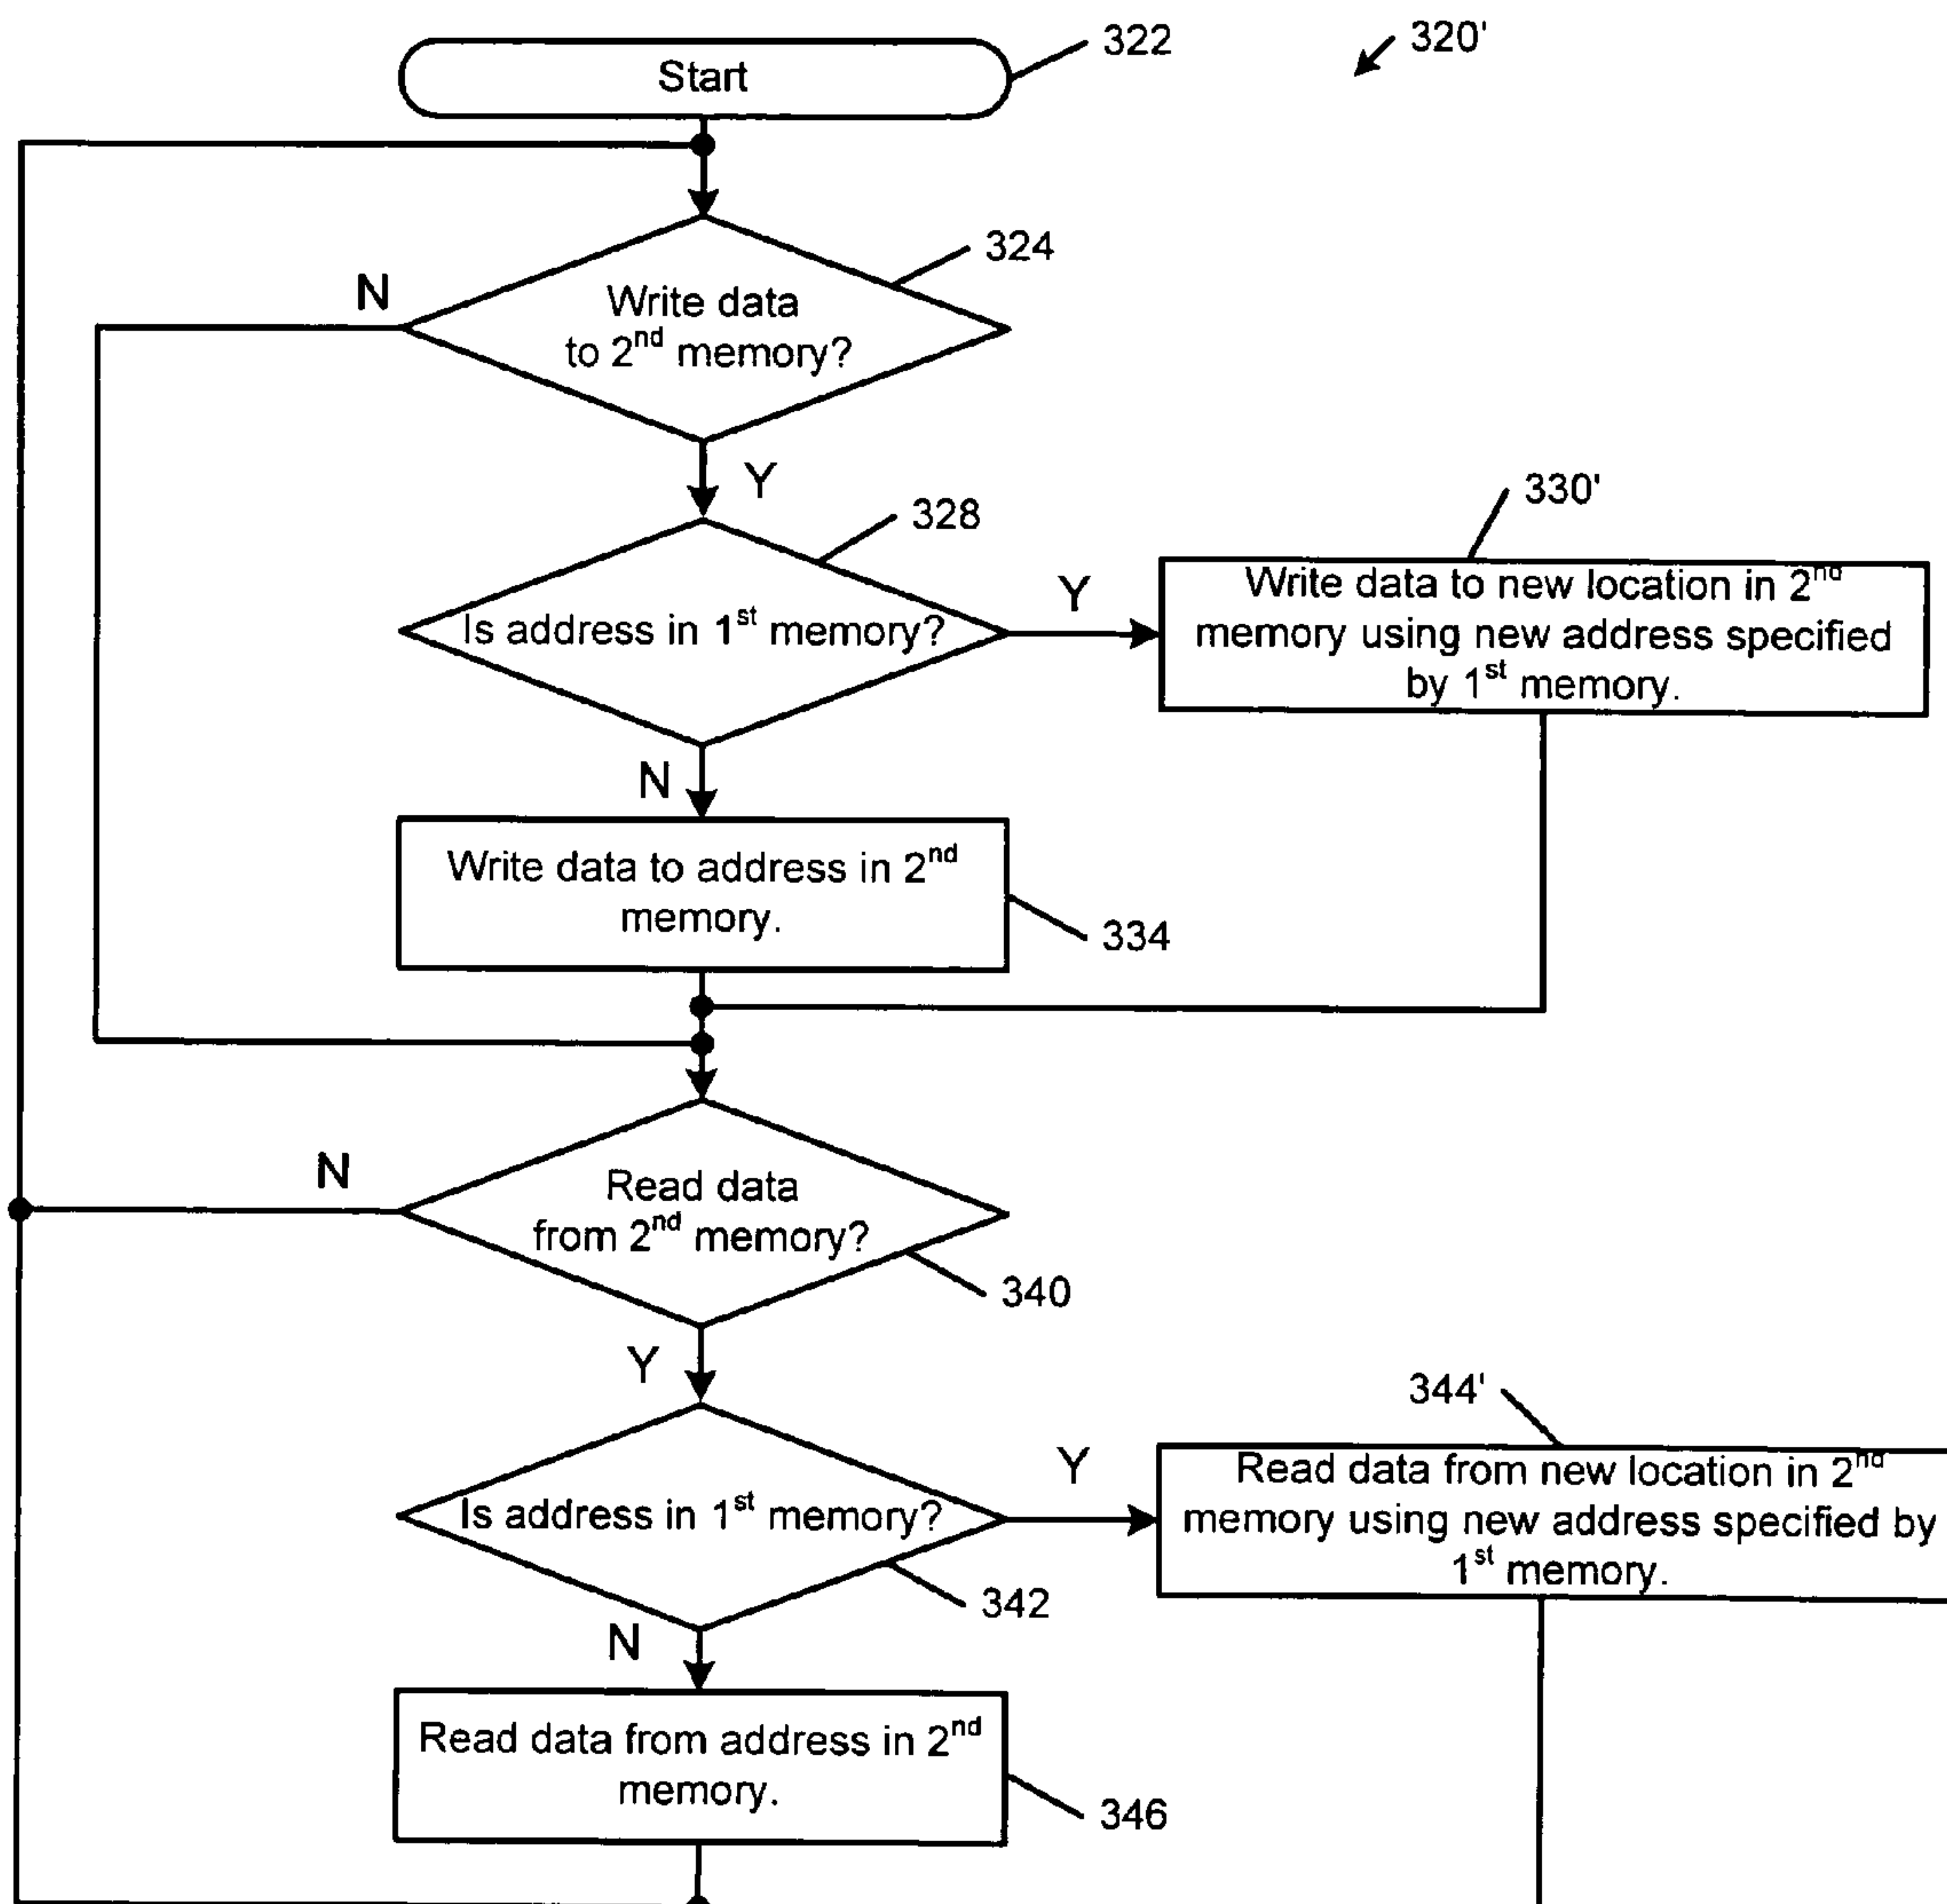 Start
322
320'
324
N
Write data
to 2nd memory?
Y
328
330'
Is address in 1st memory?
Y
Write data to new location in 2nd
memory using new address specified
by 1st memory.
N
Write data to address in 2nd
memory.
334
N
Read data
from 2nd memory?
340
Y
344'
Is address in 1st memory?
Y
Read data from new location in 2nd
memory using new address specified by
1st memory.
342
N
Read data from address in 2nd
memory.
346